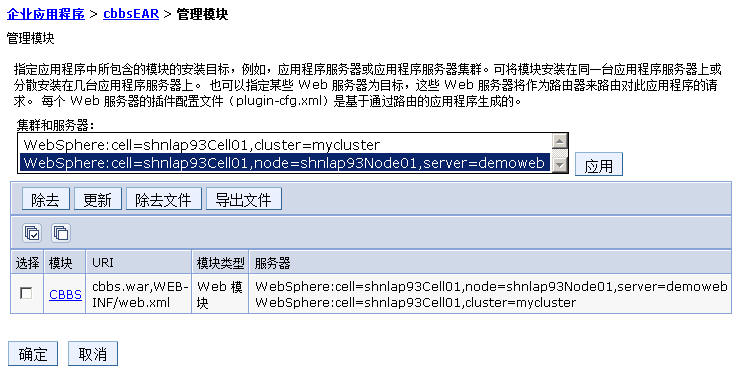 企业应用程序 > cbbsEAR > 管理模块
管理模块
指定应用程序中所包含的模块的安装目标，例如，应用程序服务器或应用程序服务器集群。可将模块安装在同一台应用程序服务器上或
分散安装在几台应用程序服务器上。 也可以指定某些 Web 服务器为目标，这些 Web 服务器将作为路由器来路由对此应用程序的请
求。 每个 Web 服务器的插件配置文件（plugin-cfg.xml）是基于通过路由的应用程序生成的。
集群和服务器：
WebSphere:cell=shnlap93Cell01,cluster=mycluster
WebSphere:cell=shnlap93Cell01,node=shnlap93Node01,server=demoweb
应用
除去 更新 除去文件 导出文件
选择 模块 URI 模块类型 服务器
CBBS cbbs.war,WEB- Web 模 WebSphere:cell=shnlap93Cell01,node=shnlap93Node01,server=demoweb
INF/web.xml 块 WebSphere:cell=shnlap93Cell01,cluster=mycluster
确定 取消